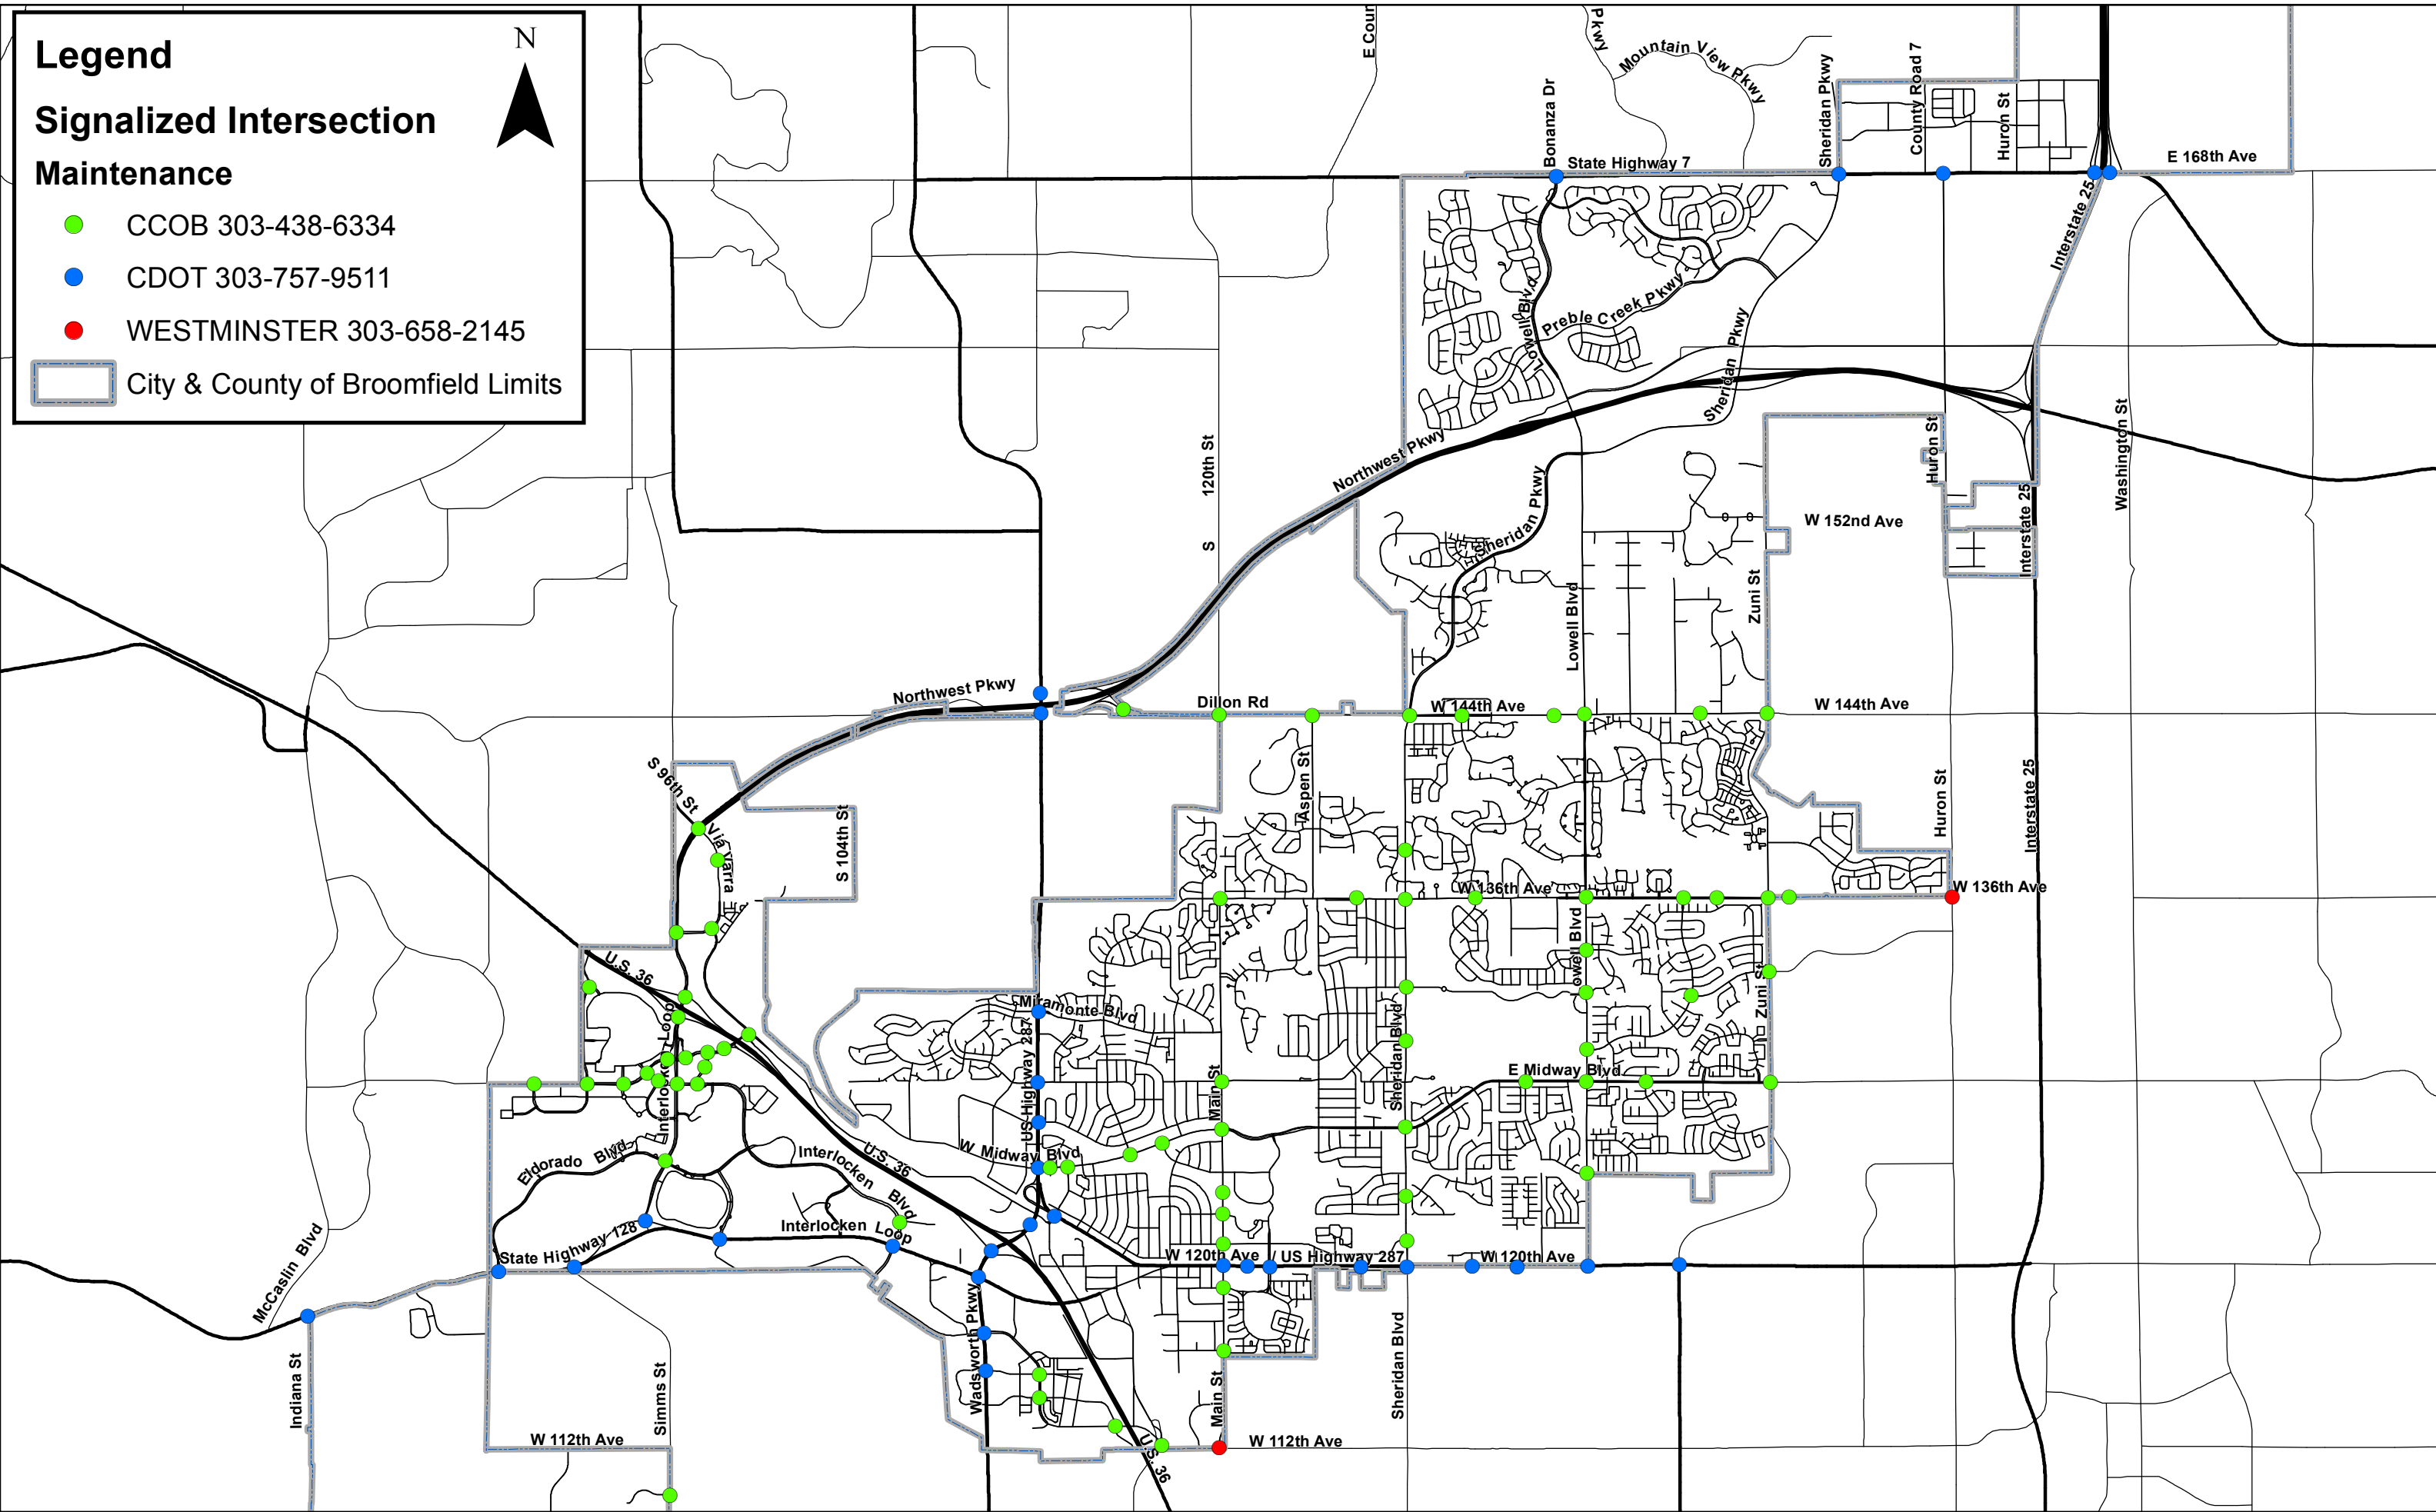 Legend
N
Signalized Intersection
Maintenance
CCOB 303-438-6334
CDOT 303-757-9511
WESTMINSTER 303-658-2145
City & County of Broomfield Limits
E Coun
Pkwy
Mountain View Pkwy
Bonanza Dr
State Highway 7
Sheridan Pkwy
County Road 7
Huron St
E 168th Ave
Interstate 25
Lowell Blvd
Preble Creek Pkwy
Sheridan Pkwy
Northwest Pkwy
S 120th St
Sheridan Pkwy
Huron St
Washington St
W 152nd Ave
Interstate 25
Lowell Blvd
Zuni St
Northwest Pkwy
Dillon Rd
W 144th Ave
W 144th Ave
S 96th St
Via Varra
S 104th St
Aspen St
Huron St
Interstate 25
W 136th Ave
W 136th Ave
U.S. 36
Lowell Blvd
Zuni St
Miramonte Blvd
US Highway 287
Interlocken Loop
Main St
Sheridan Blvd
E Midway Blvd
W Midway Blvd
Eldorado Blvd
Interlocken Blvd
U.S. 36
State Highway 128
Interlocken Loop
W 120th Ave / US Highway 287
W 120th Ave
McCaslin Blvd
Indiana St
Simms St
Wadsworth Pkwy
Main St
Sheridan Blvd
W 112th Ave
U.S. 36
W 112th Ave